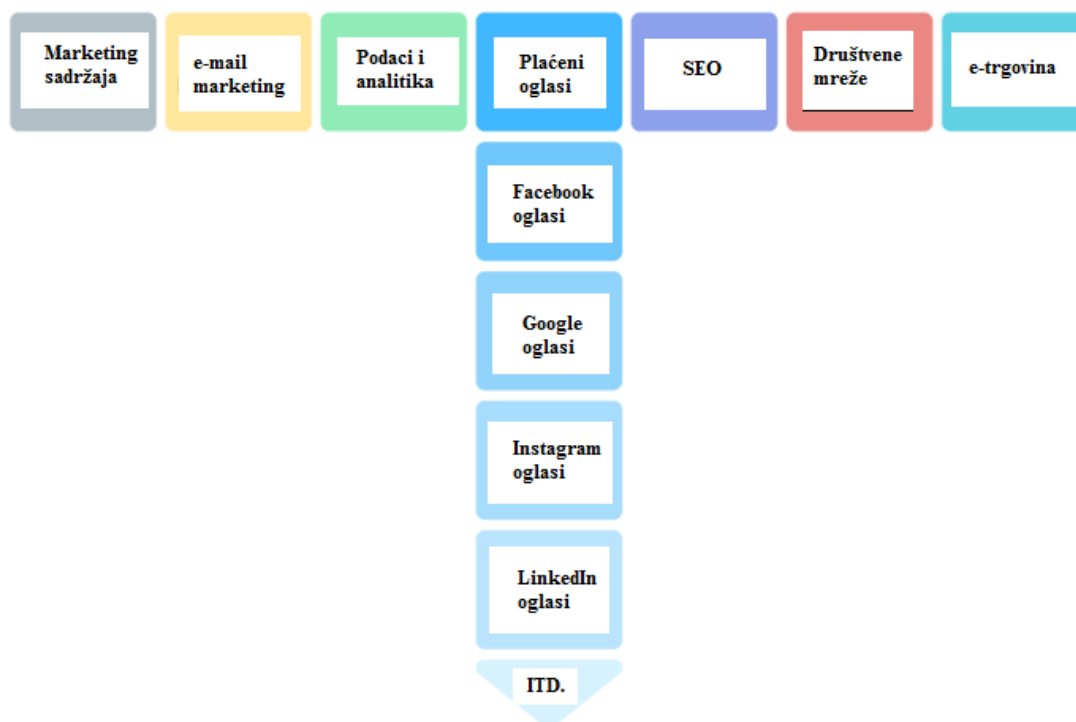 Marketing
sadržaja
e-mail
marketing
Podaci i
analitika
Plaćeni
oglasi
SEO
Društvene
mreže
e-trgovina
Facebook
oglasi
Google
oglasi
Instagram
oglasi
LinkedIn
oglasi
ITD.